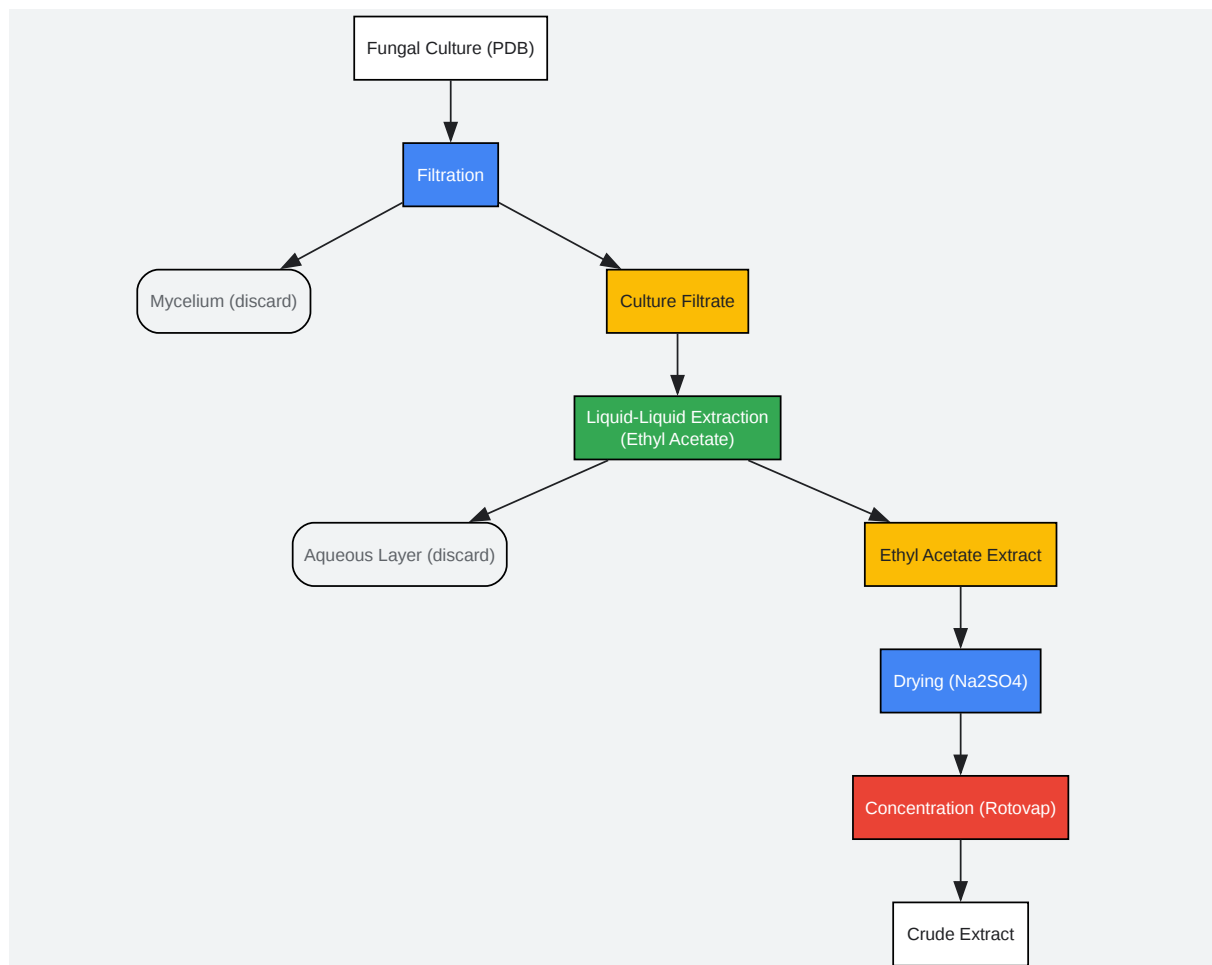 Fungal Culture (PDB)
Filtration
Mycelium (discard)
Culture Filtrate
Liquid-Liquid Extraction
(Ethyl Acetate)
Aqueous Layer (discard)
Ethyl Acetate Extract
Drying (Na2SO4)
Concentration (Rotovap)
Crude Extract